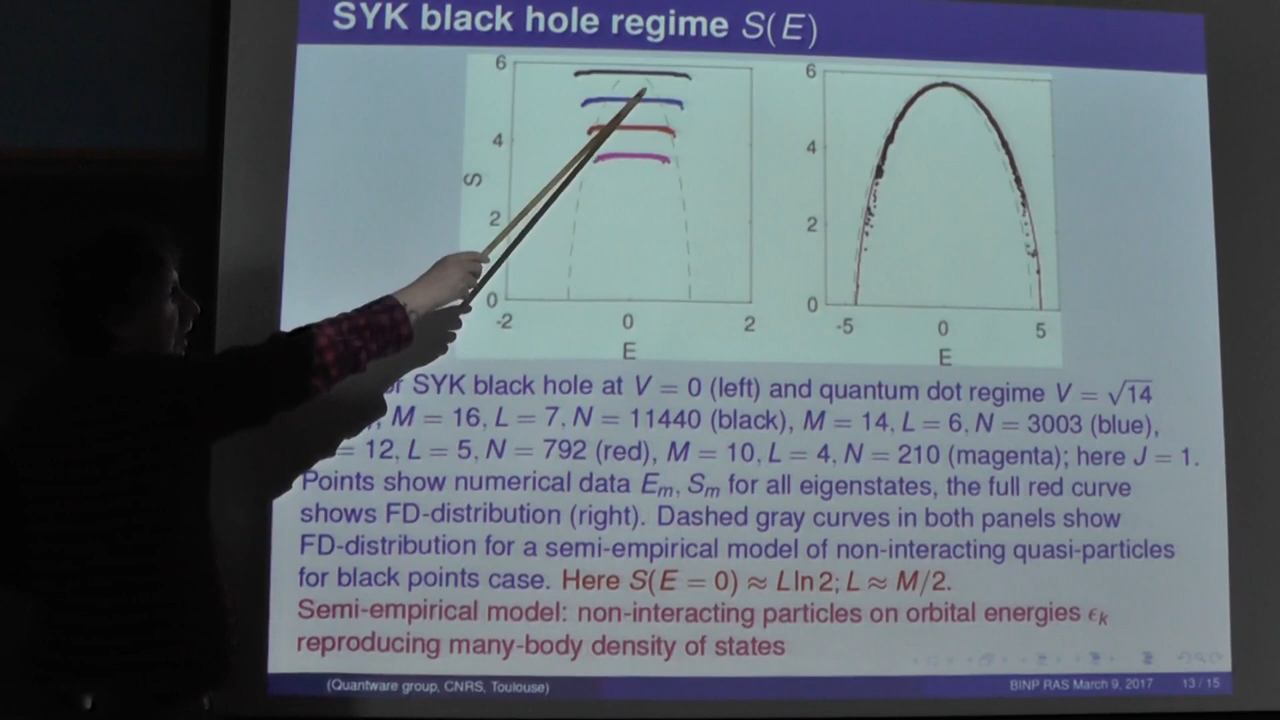 SYK black hole regime S(E)
6
4
S
2
0
-2
0
2
E
6
4
2
0
-5
0
5
E
SYK black hole at V = 0 (left) and quantum dot regime V = √14
M = 16, L = 7, N = 11440 (black), M = 14, L = 6, N = 3003 (blue),
= 12, L = 5, N = 792 (red), M = 10, L = 4, N = 210 (magenta); here J = 1.
Points show numerical data Eₘ, Sₘ for all eigenstates, the full red curve
shows FD-distribution (right). Dashed gray curves in both panels show
FD-distribution for a semi-empirical model of non-interacting quasi-particles
for black points case. Here S(E = 0) ≈ L ln 2; L ≈ M/2.
Semi-empirical model: non-interacting particles on orbital energies ϵₖ
reproducing many-body density of states
(Quantware group, CNRS, Toulouse)
BINP RAS March 9, 2017
13 / 15